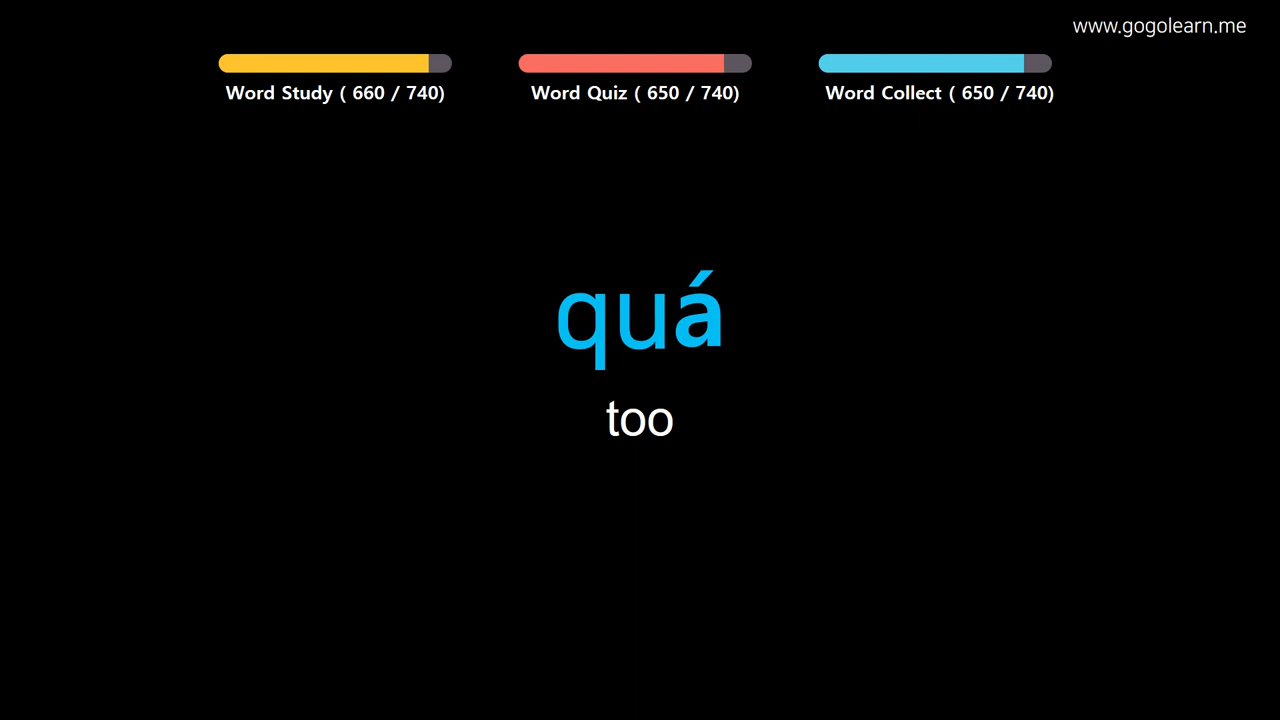 www.gogolearn.me
Word Study ( 660 / 740)
Word Quiz ( 650 / 740)
Word Collect ( 650 / 740)
quá
too